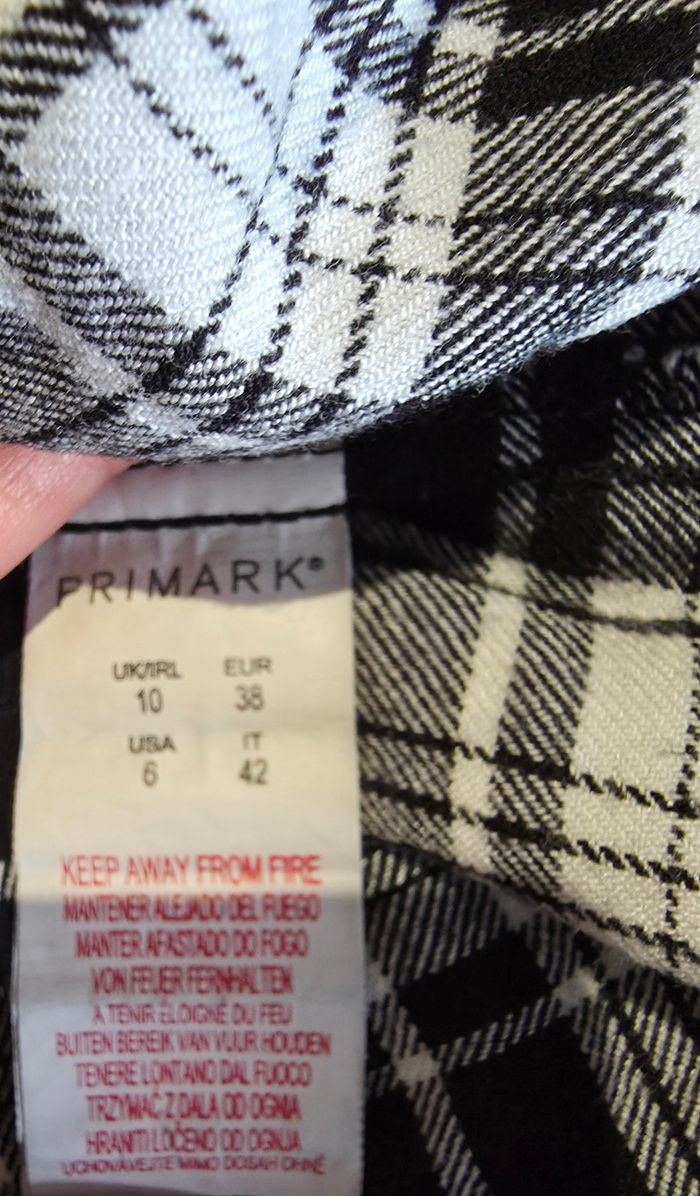 PRIMARK®
UK/IRL EUR
10 38
USA IT
6 42
KEEP AWAY FROM FIRE
MANTENER ALEJADO DEL FUEGO
MANTER AFASTADO DO FOGO
VON FEUER FERNHALTEN
À TENIR ÉLOIGNÉ DU FEU
BUITEN BEREIK VAN VUUR HOUDEN
TENERE LONTANO DAL FUOCO
TRZYMAĆ Z DALA OD OGNIA
HRANITI LOČENO OD OGNJA
UCHOVÁVEJTE MIMO DOSAH OHNĚ